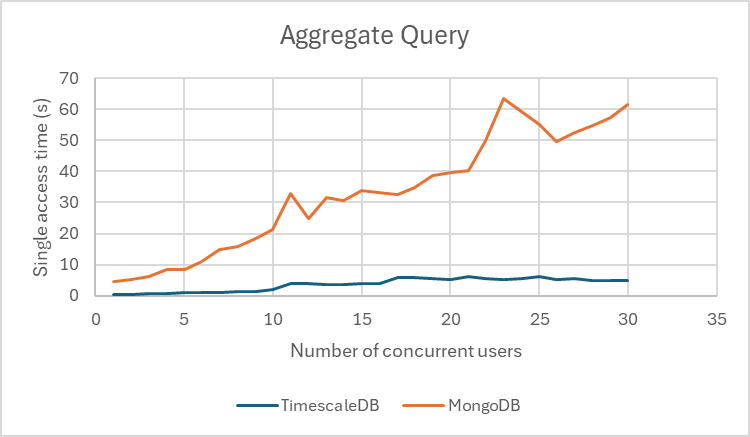 Aggregate Query
Single access time (s)
70
60
50
40
30
20
10
0
0 5 10 15 20 25 30 35
Number of concurrent users
TimescaleDB MongoDB